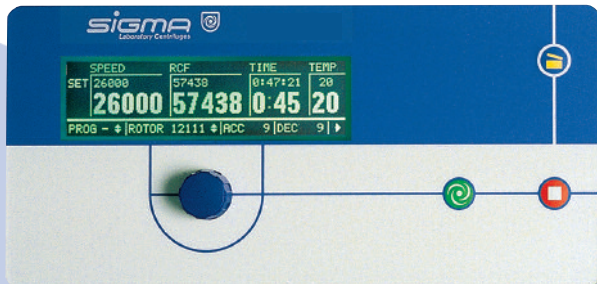 sigma
Laboratory Centrifuges
SPEED RCF TIME TEMP
SET 26000 57438 0:47:21 20
26000 57438 0:45 20
PROG - ROTOR 12111 ACC 9 DEC 9